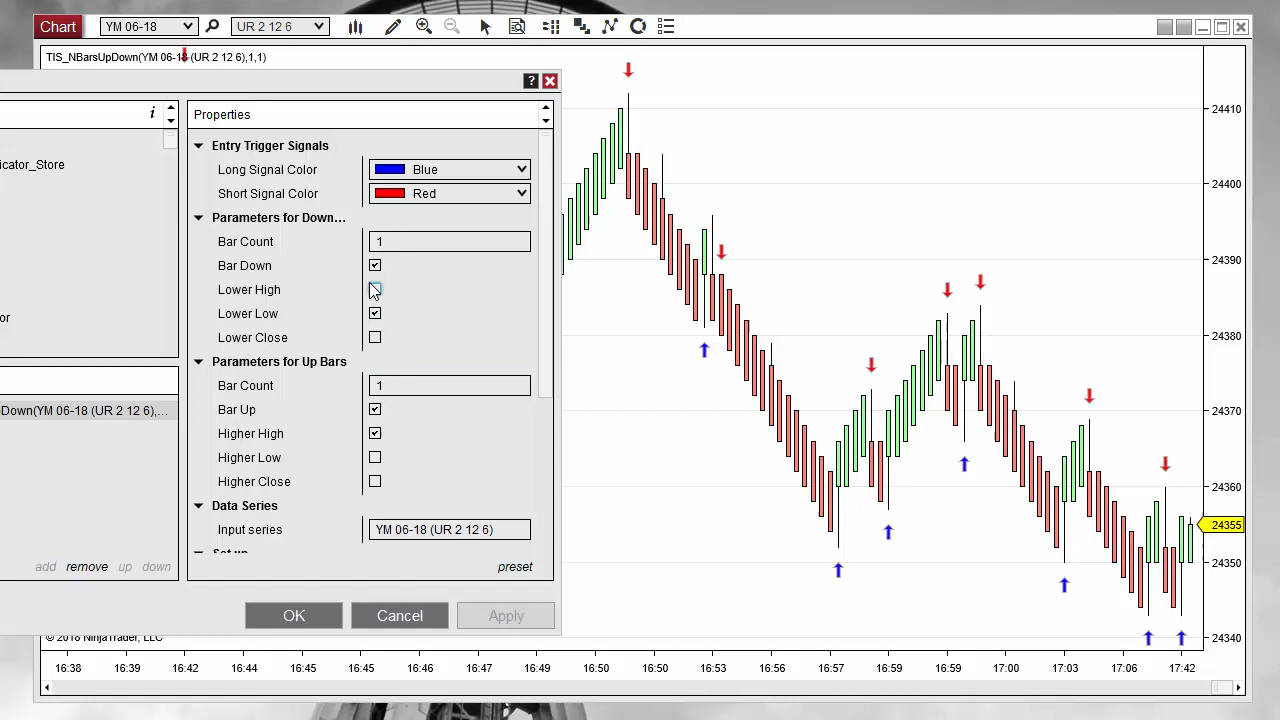 Chart YM 06-18 UR 2 12 6
TIS_NBarsUpDown(YM 06-18 (UR 2 12 6),1,1)
?
i Properties
Entry Trigger Signals
icator_Store
Long Signal Color Blue
Short Signal Color Red
Parameters for Down...
Bar Count 1
Bar Down
Lower High
Lower Low
or
Lower Close
Parameters for Up Bars
Bar Count 1
Down(YM 06-18 (UR 2 12 6),...
Bar Up
Higher High
Higher Low
Higher Close
Data Series
Input series YM 06-18 (UR 2 12 6)
Set up
add remove up down preset
OK Cancel Apply
© 2018 NinjaTrader, LLC
24410
24400
24390
24380
24370
24360
24355
24350
24340
16:38 16:39 16:42 16:44 16:45 16:46 16:45 16:47 16:49 16:50 16:50 16:53 16:56 16:57 16:59 16:59 17:00 17:03 17:06 17:42